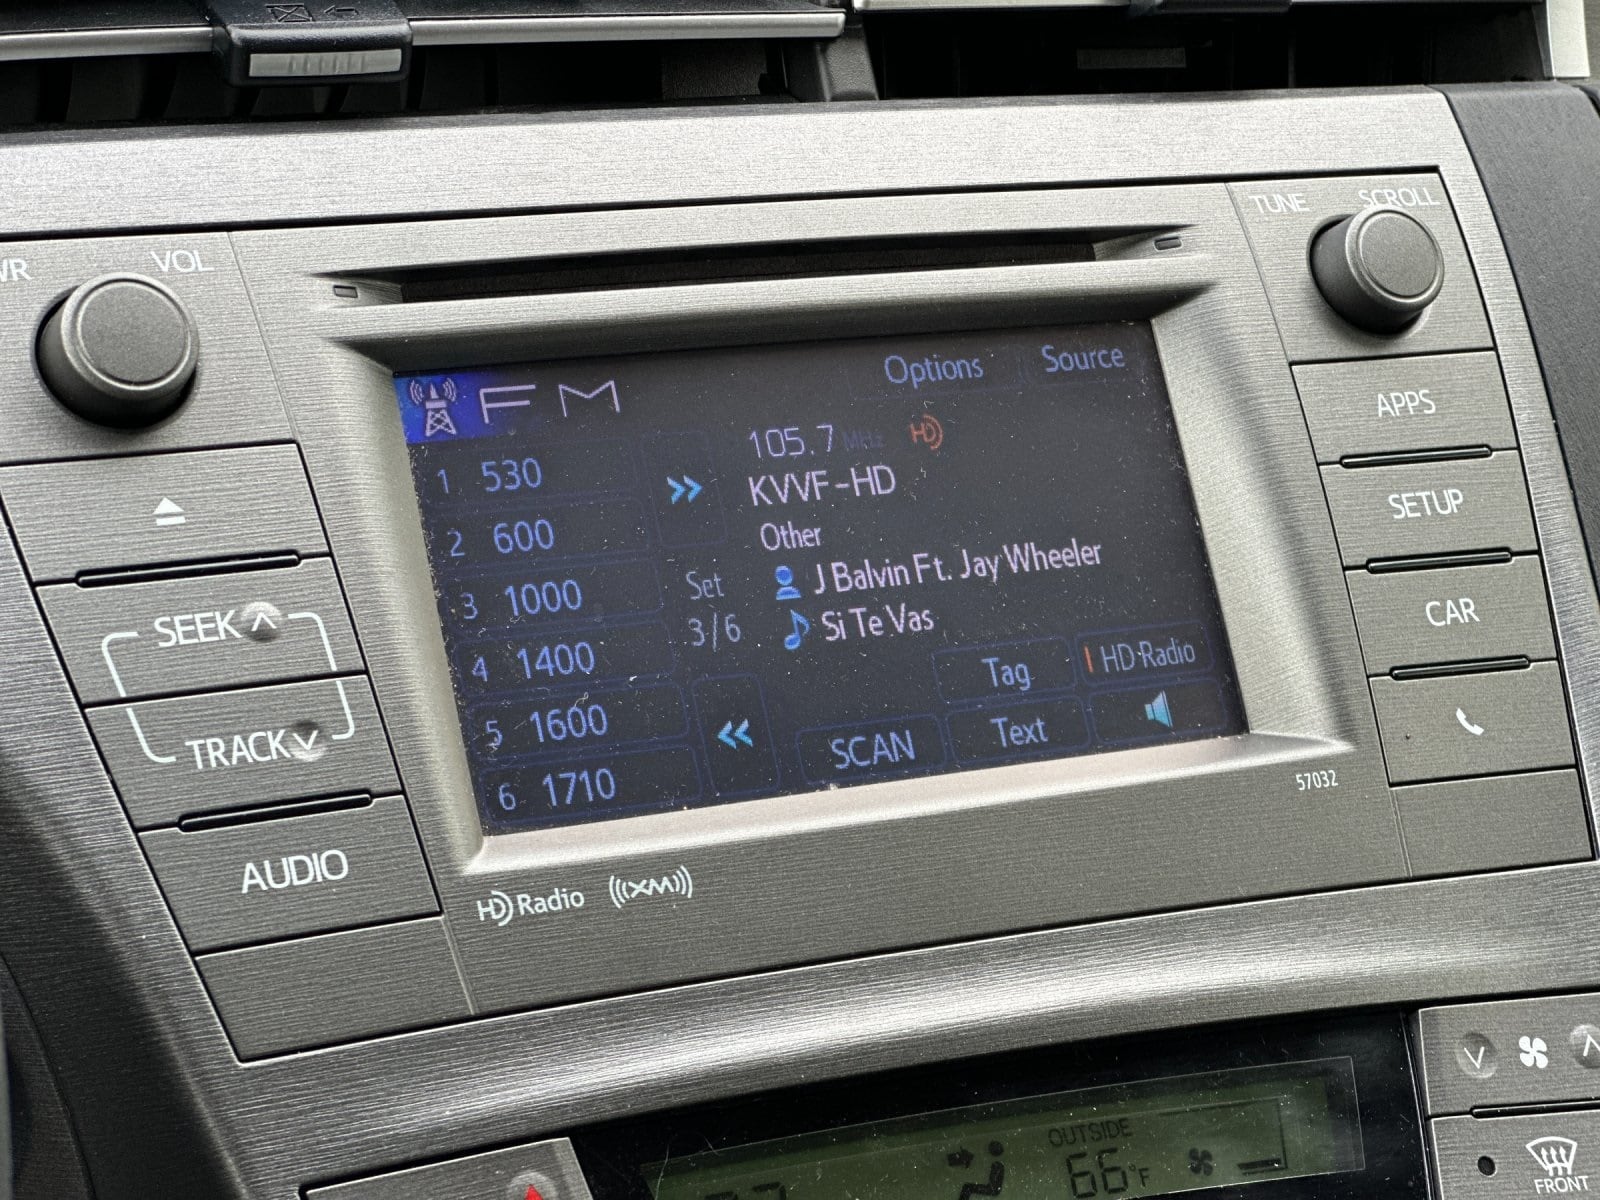 VOL
TUNE SCROLL
FM
Options Source
1 530
2 600
3 1000
4 1400
5 1600
6 1710
Set
3/6
105.7 MHz HD
KVVF-HD
Other
J Balvin Ft. Jay Wheeler
Si Te Vas
Tag HD Radio
SCAN Text
SEEK
TRACK
AUDIO
APPS
SETUP
CAR
57032
HD Radio XM
OUTSIDE
66°F
FRONT